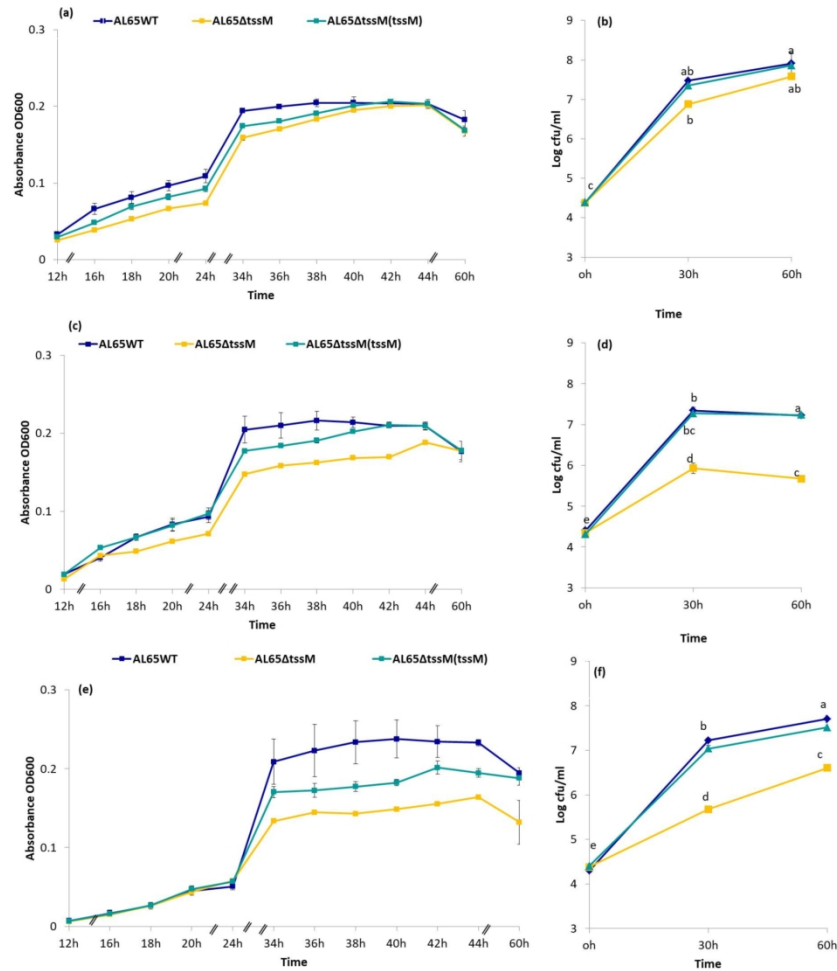 (a) AL65WT AL65ΔtssM AL65ΔtssM(tssM)
0.3
0.2
0.1
0
Absorbance OD600
12h 16h 18h 20h 24h 34h 36h 38h 40h 42h 44h 60h
Time
(b)
9
8
7
6
5
4
3
Log cfu/ml
a
ab
ab
b
c
oh 30h 60h
Time
(c)
AL65WT AL65ΔtssM AL65ΔtssM(tssM)
0.3
0.2
0.1
0
Absorbance OD600
12h 16h 18h 20h 24h 34h 36h 38h 40h 42h 44h 60h
Time
(d)
9
8
7
6
5
4
3
Log cfu/ml
b
a
bc
d
c
e
oh 30h 60h
Time
AL65WT AL65ΔtssM AL65ΔtssM(tssM)
(e)
0.3
0.2
0.1
0
Absorbance OD600
12h 16h 18h 20h 24h 34h 36h 38h 40h 42h 44h 60h
Time
(f)
9
8
7
6
5
4
3
Log cfu/ml
a
b
c
d
e
oh 30h 60h
Time